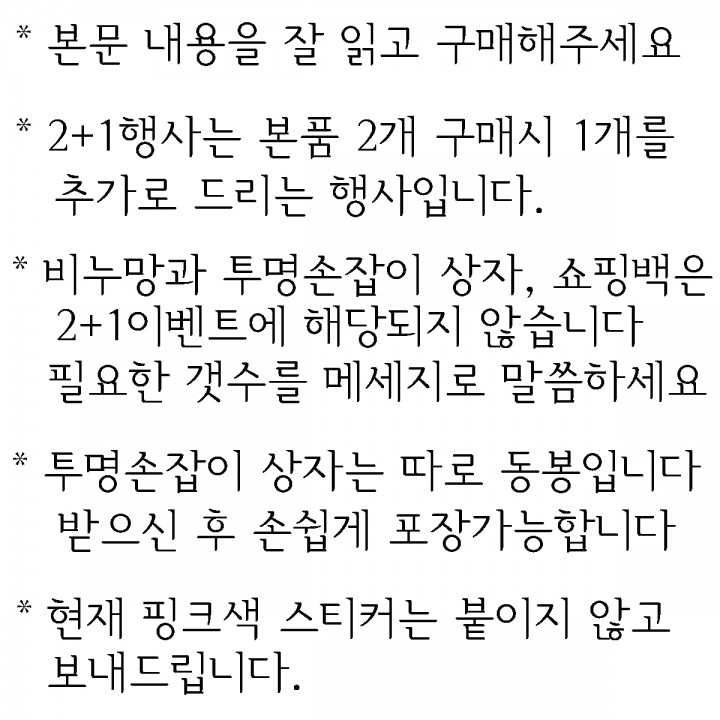 * 본문 내용을 잘 읽고 구매해주세요
* 2+1행사는 본품 2개 구매시 1개를
추가로 드리는 행사입니다.
* 비누망과 투명손잡이 상자, 쇼핑백은
2+1이벤트에 해당되지 않습니다
필요한 갯수를 메세지로 말씀하세요
* 투명손잡이 상자는 따로 동봉입니다
받으신 후 손쉽게 포장가능합니다
* 현재 핑크색 스티커는 붙이지 않고
보내드립니다.